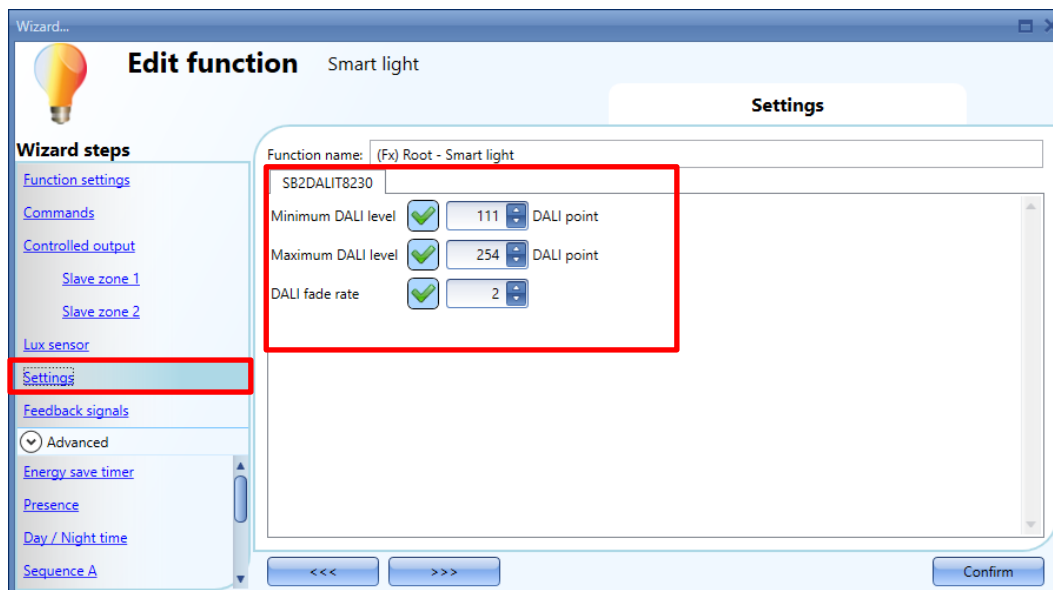 Wizard...
Edit function Smart light
Settings
Wizard steps
Function settings
Commands
Controlled output
Slave zone 1
Slave zone 2
Lux sensor
Settings
Feedback signals
Advanced
Energy save timer
Presence
Day / Night time
Sequence A
Function name: (Fx) Root - Smart light
SB2DALIT8230
Minimum DALI level 111 DALI point
Maximum DALI level 254 DALI point
DALI fade rate 2
<<< >>> Confirm